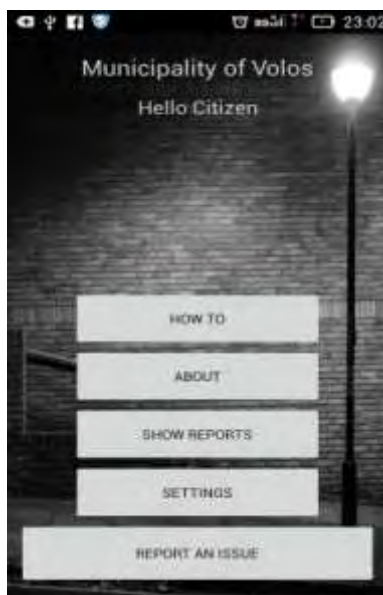 23:02
Municipality of Volos
Hello Citizen
HOW TO
ABOUT
SHOW REPORTS
SETTINGS
REPORT AN ISSUE